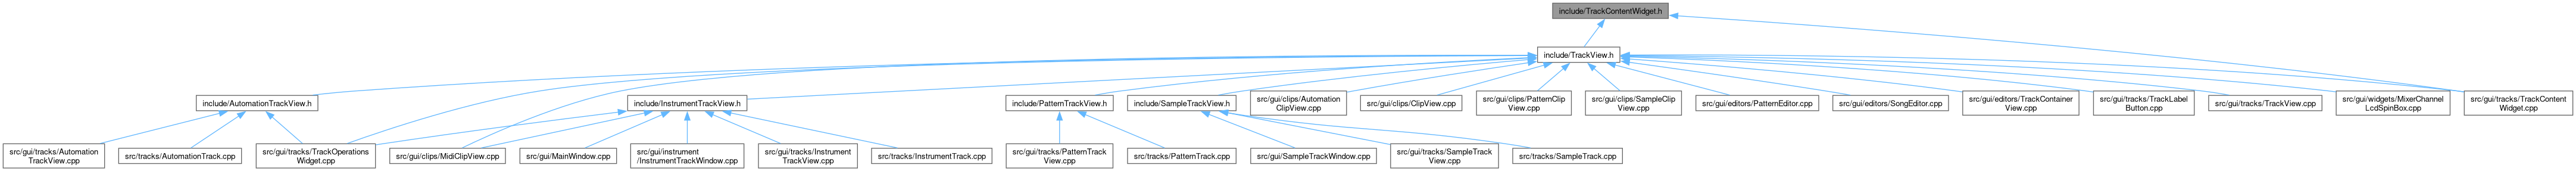 include/TrackContentWidget.h
include/TrackView.h
include/AutomationTrackView.h
include/InstrumentTrackView.h
include/PatternTrackView.h
include/SampleTrackView.h
src/gui/clips/Automation
ClipView.cpp
src/gui/clips/ClipView.cpp
src/gui/clips/PatternClip
View.cpp
src/gui/clips/SampleClip
View.cpp
src/gui/editors/PatternEditor.cpp
src/gui/editors/SongEditor.cpp
src/gui/editors/TrackContainer
View.cpp
src/gui/tracks/TrackLabel
Button.cpp
src/gui/tracks/TrackView.cpp
src/gui/widgets/MixerChannel
LcdSpinBox.cpp
src/gui/tracks/TrackContent
Widget.cpp
src/gui/tracks/Automation
TrackView.cpp
src/tracks/AutomationTrack.cpp
src/gui/tracks/TrackOperations
Widget.cpp
src/gui/clips/MidiClipView.cpp
src/gui/MainWindow.cpp
src/gui/instrument
/InstrumentTrackWindow.cpp
src/gui/tracks/Instrument
TrackView.cpp
src/tracks/InstrumentTrack.cpp
src/gui/tracks/PatternTrack
View.cpp
src/tracks/PatternTrack.cpp
src/gui/SampleTrackWindow.cpp
src/gui/tracks/SampleTrack
View.cpp
src/tracks/SampleTrack.cpp